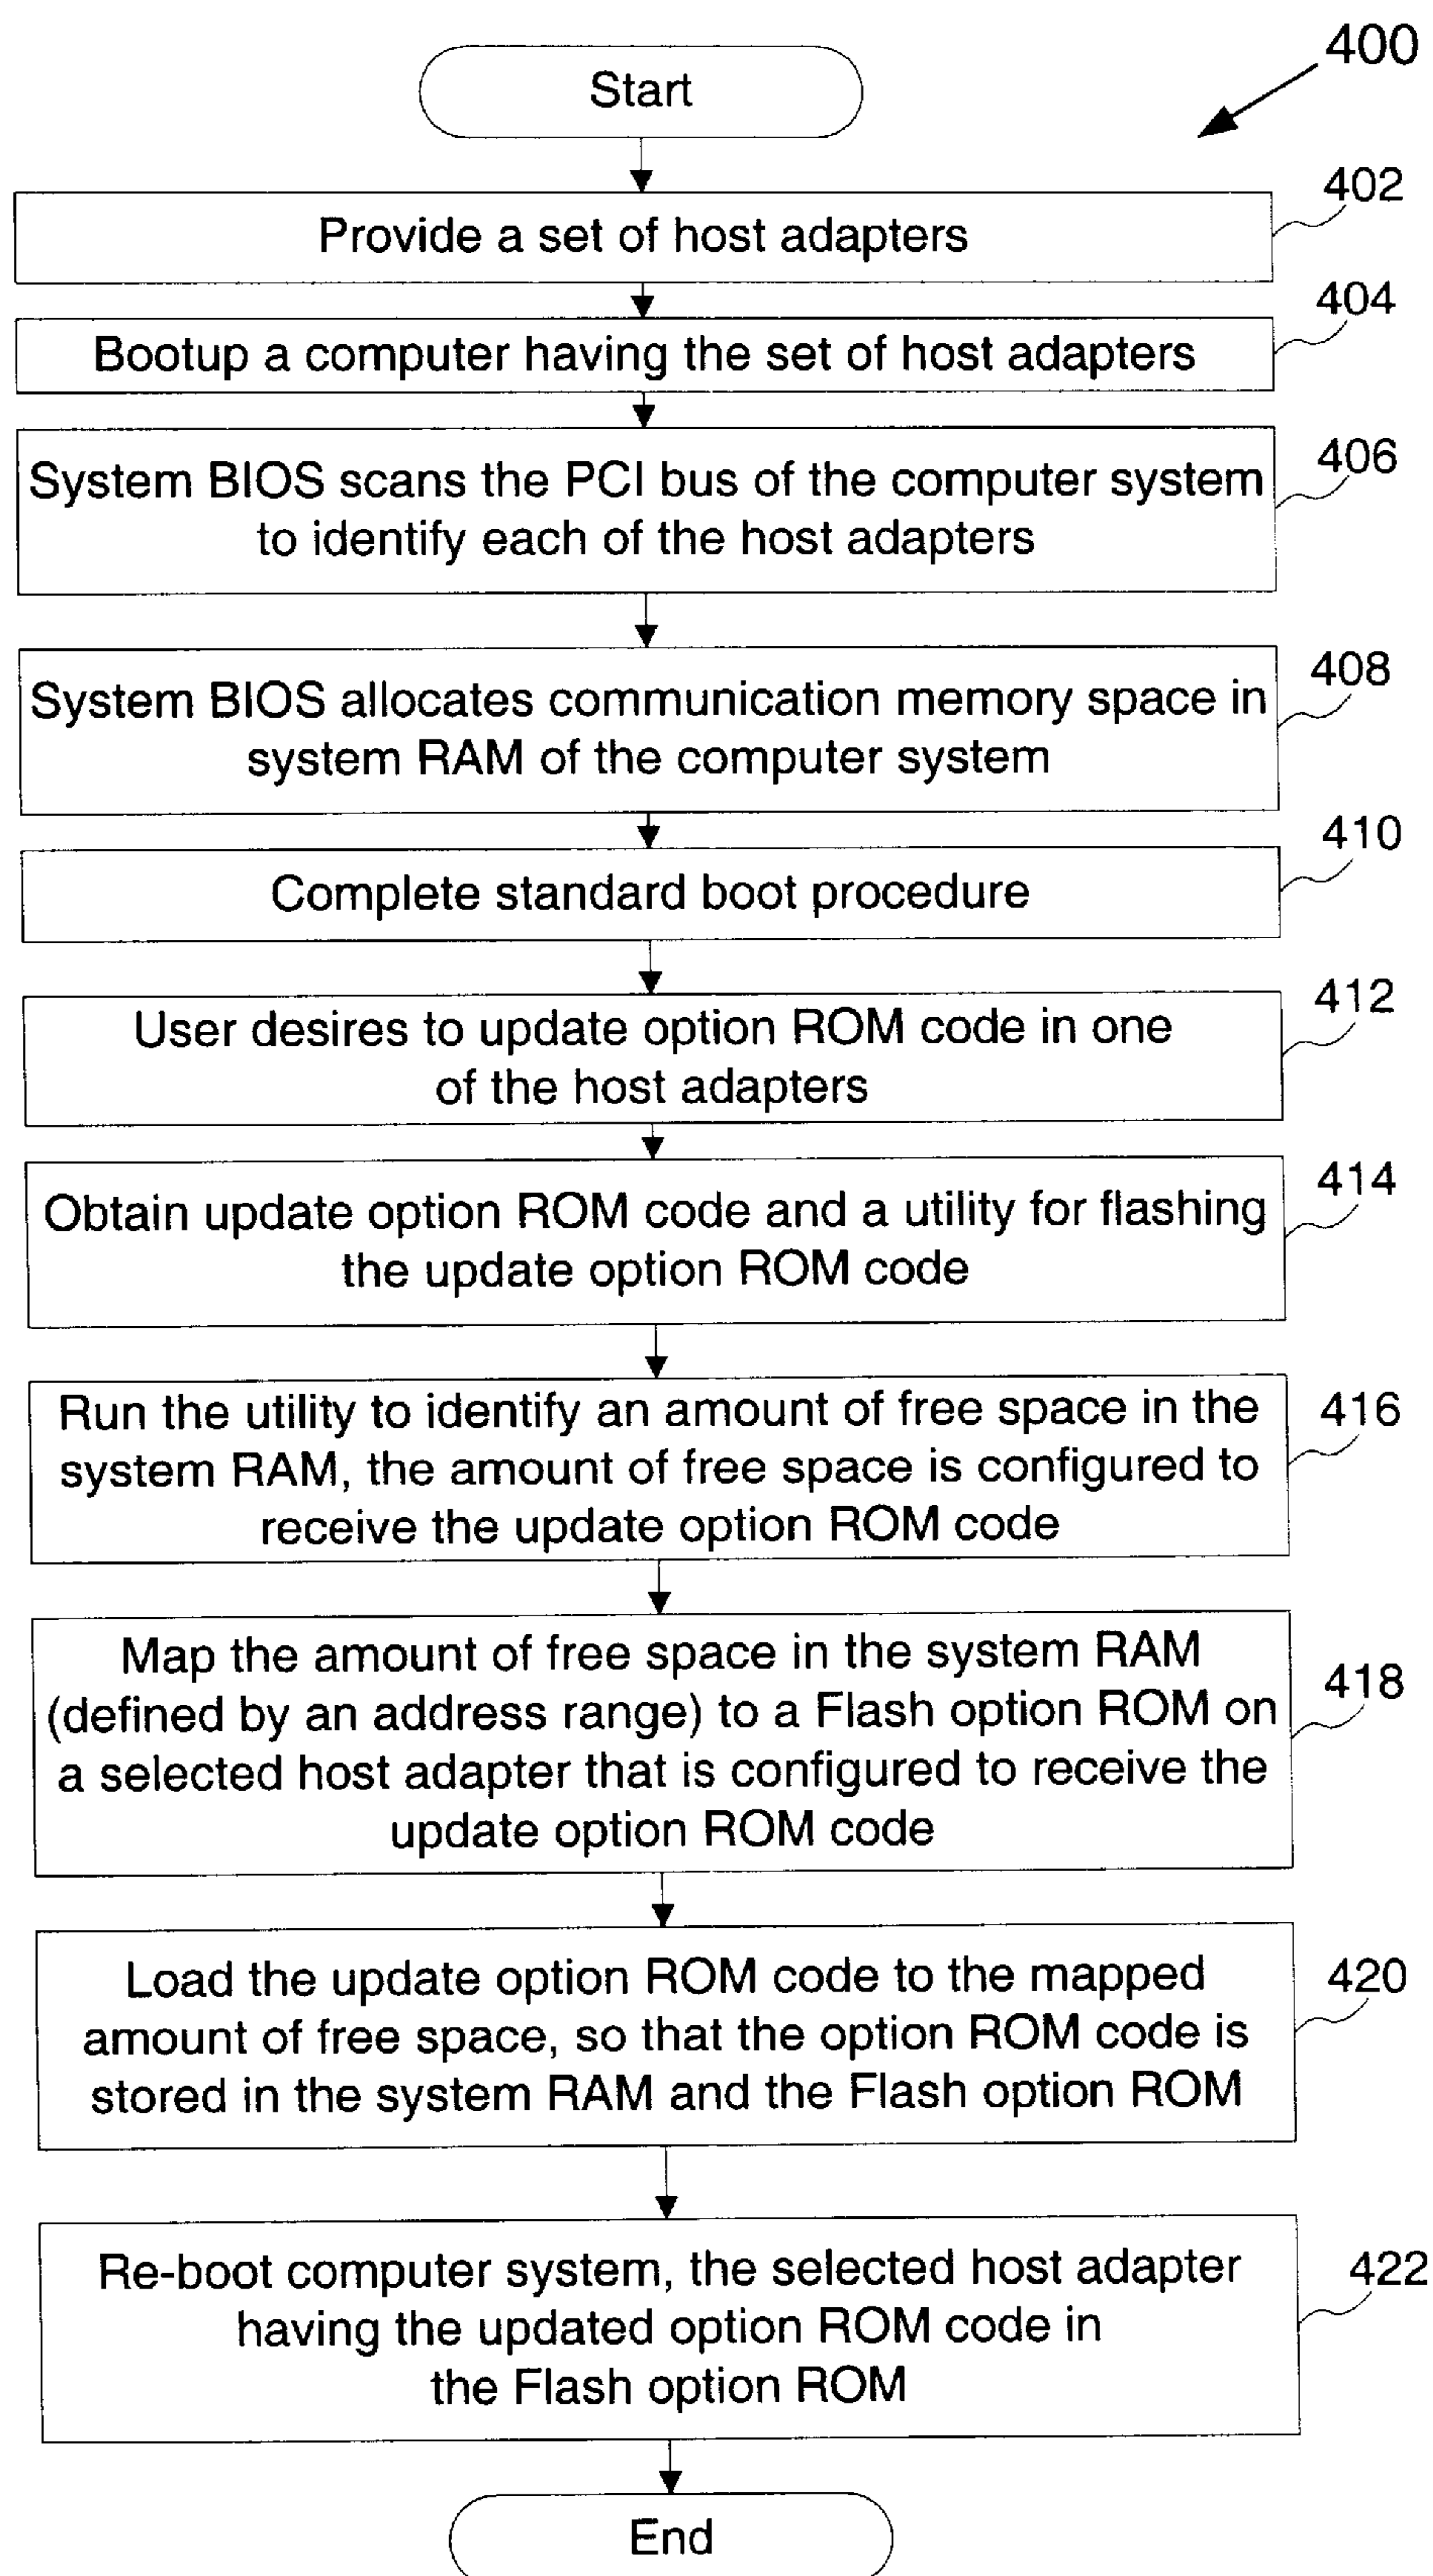 400
Start
402
Provide a set of host adapters
404
Bootup a computer having the set of host adapters
406
System BIOS scans the PCI bus of the computer system
to identify each of the host adapters
408
System BIOS allocates communication memory space in
system RAM of the computer system
410
Complete standard boot procedure
412
User desires to update option ROM code in one
of the host adapters
414
Obtain update option ROM code and a utility for flashing
the update option ROM code
416
Run the utility to identify an amount of free space in the
system RAM, the amount of free space is configured to
receive the update option ROM code
418
Map the amount of free space in the system RAM
(defined by an address range) to a Flash option ROM on
a selected host adapter that is configured to receive the
update option ROM code
420
Load the update option ROM code to the mapped
amount of free space, so that the option ROM code is
stored in the system RAM and the Flash option ROM
422
Re-boot computer system, the selected host adapter
having the updated option ROM code in
the Flash option ROM
End